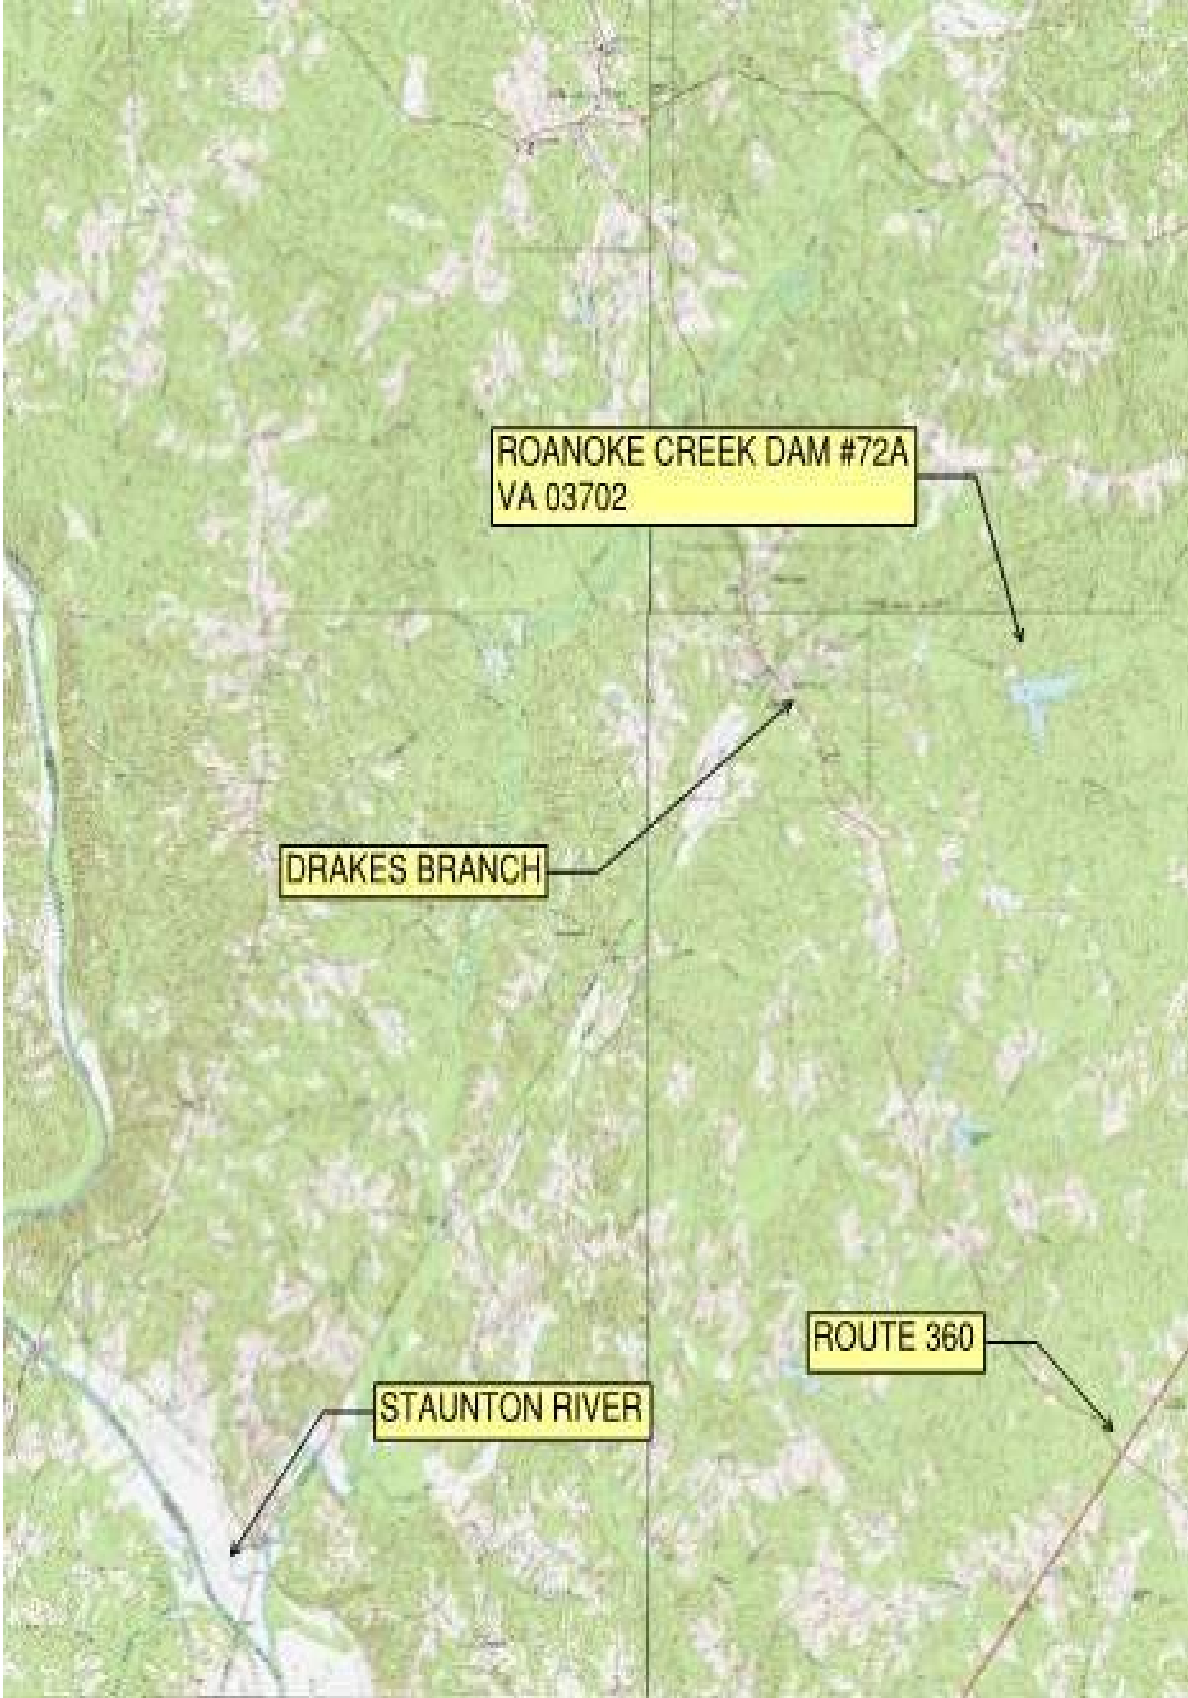 ROANOKE CREEK DAM #72A
VA 03702
DRAKES BRANCH
ROUTE 360
STAUNTON RIVER